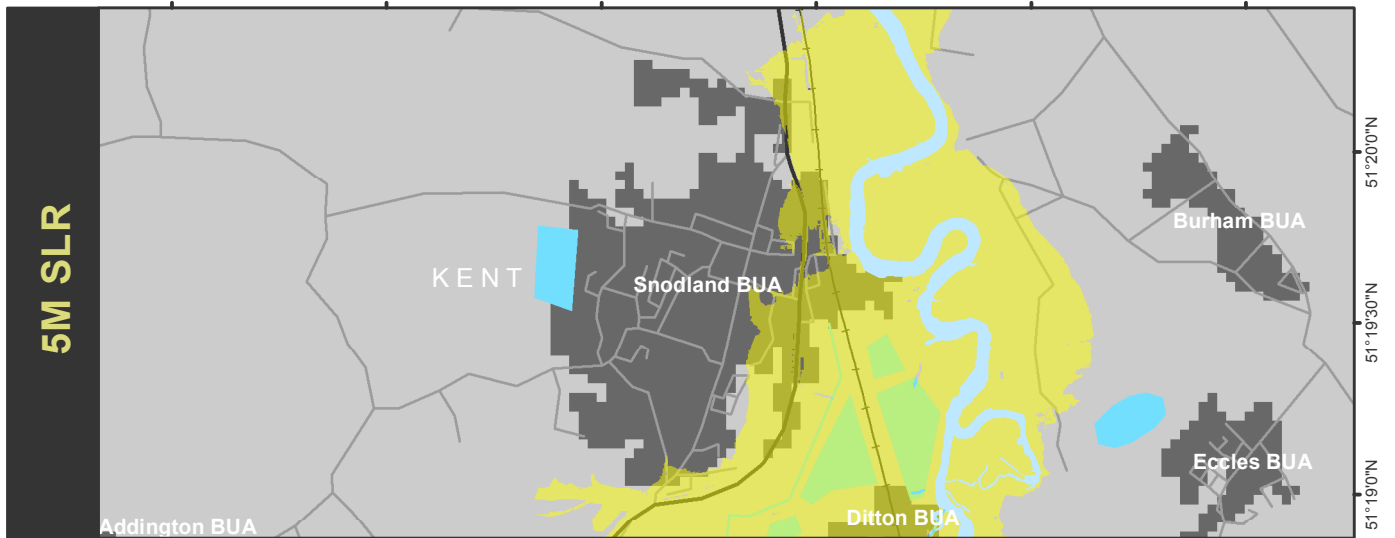 5M SLR
51°20'0"N
Burham BUA
KENT
Snodland BUA
51°19'30"N
Eccles BUA
51°19'0"N
Addington BUA
Ditton BUA